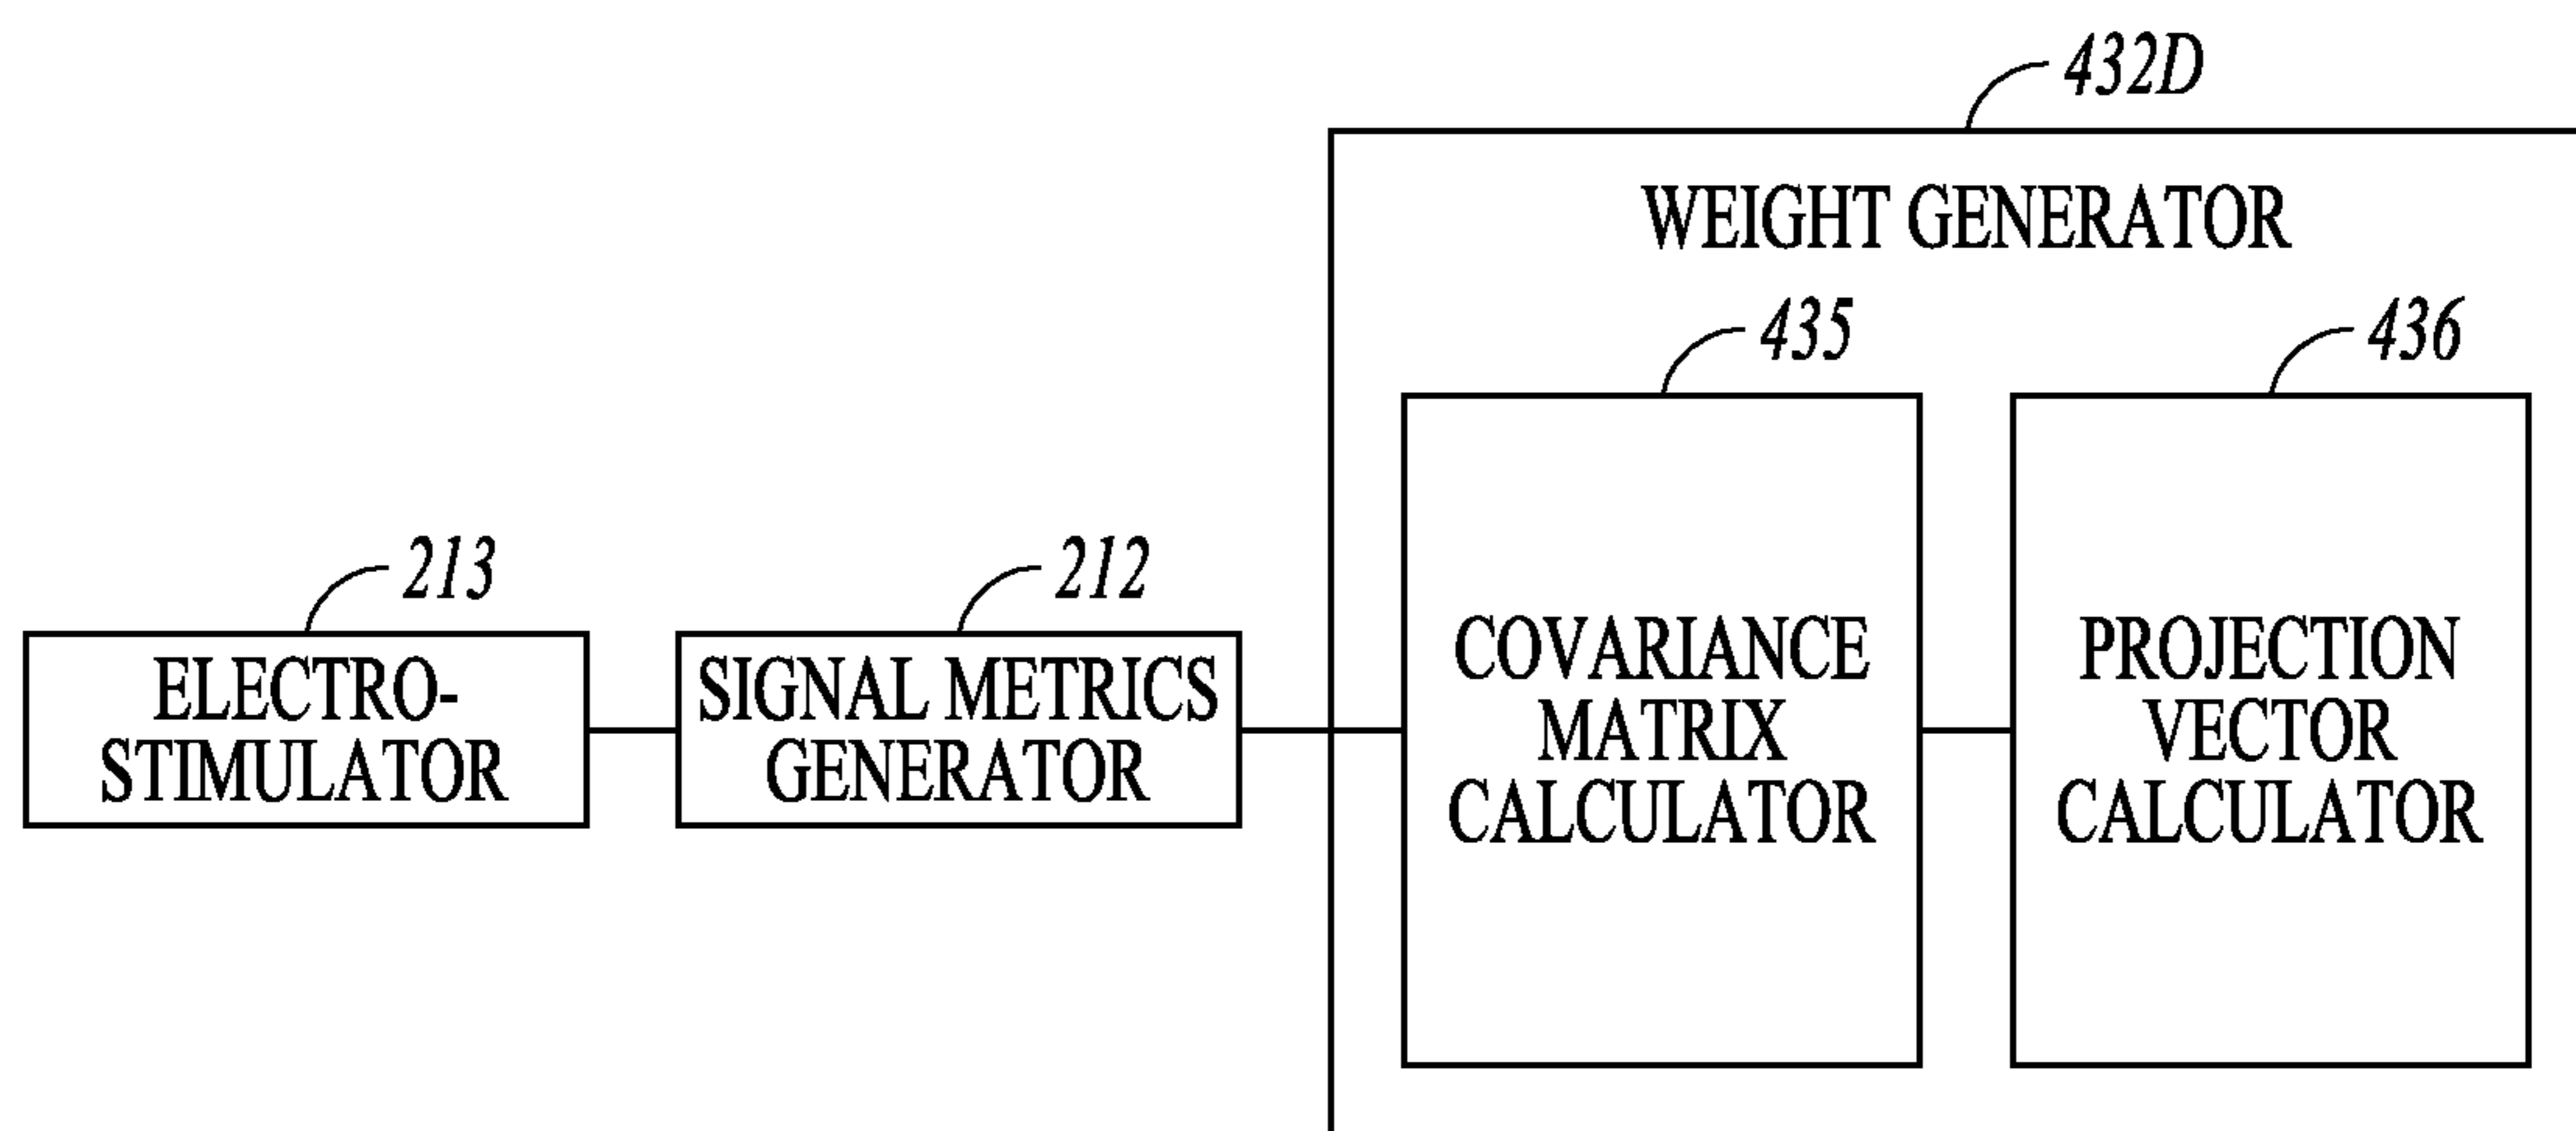 432D
WEIGHT GENERATOR
435
436
213
212
ELECTRO-
STIMULATOR
SIGNAL METRICS
GENERATOR
COVARIANCE
MATRIX
CALCULATOR
PROJECTION
VECTOR
CALCULATOR